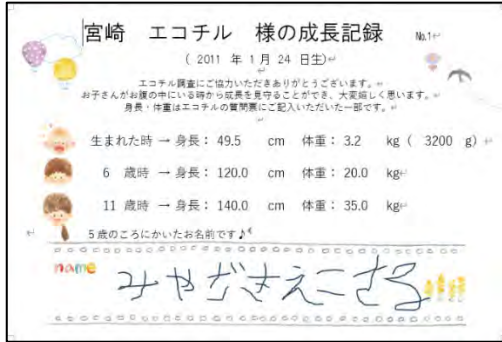 宮崎 エコチル 様の成長記録 No.1
( 2011 年 1 月 24 日生)
エコチル調査にご協力いただきありがとうございます。
お子さんがお腹の中にいる時から成長を見守ることができ、大変嬉しく思います。
身長・体重はエコチルの質問票にご記入いただいた一部です。
生まれた時 → 身長: 49.5 cm 体重: 3.2 kg ( 3200 g)
6 歳時 → 身長: 120.0 cm 体重: 20.0 kg
11 歳時 → 身長: 140.0 cm 体重: 35.0 kg
5歳のころにかいたお名前です♪
name みやざきえこちる